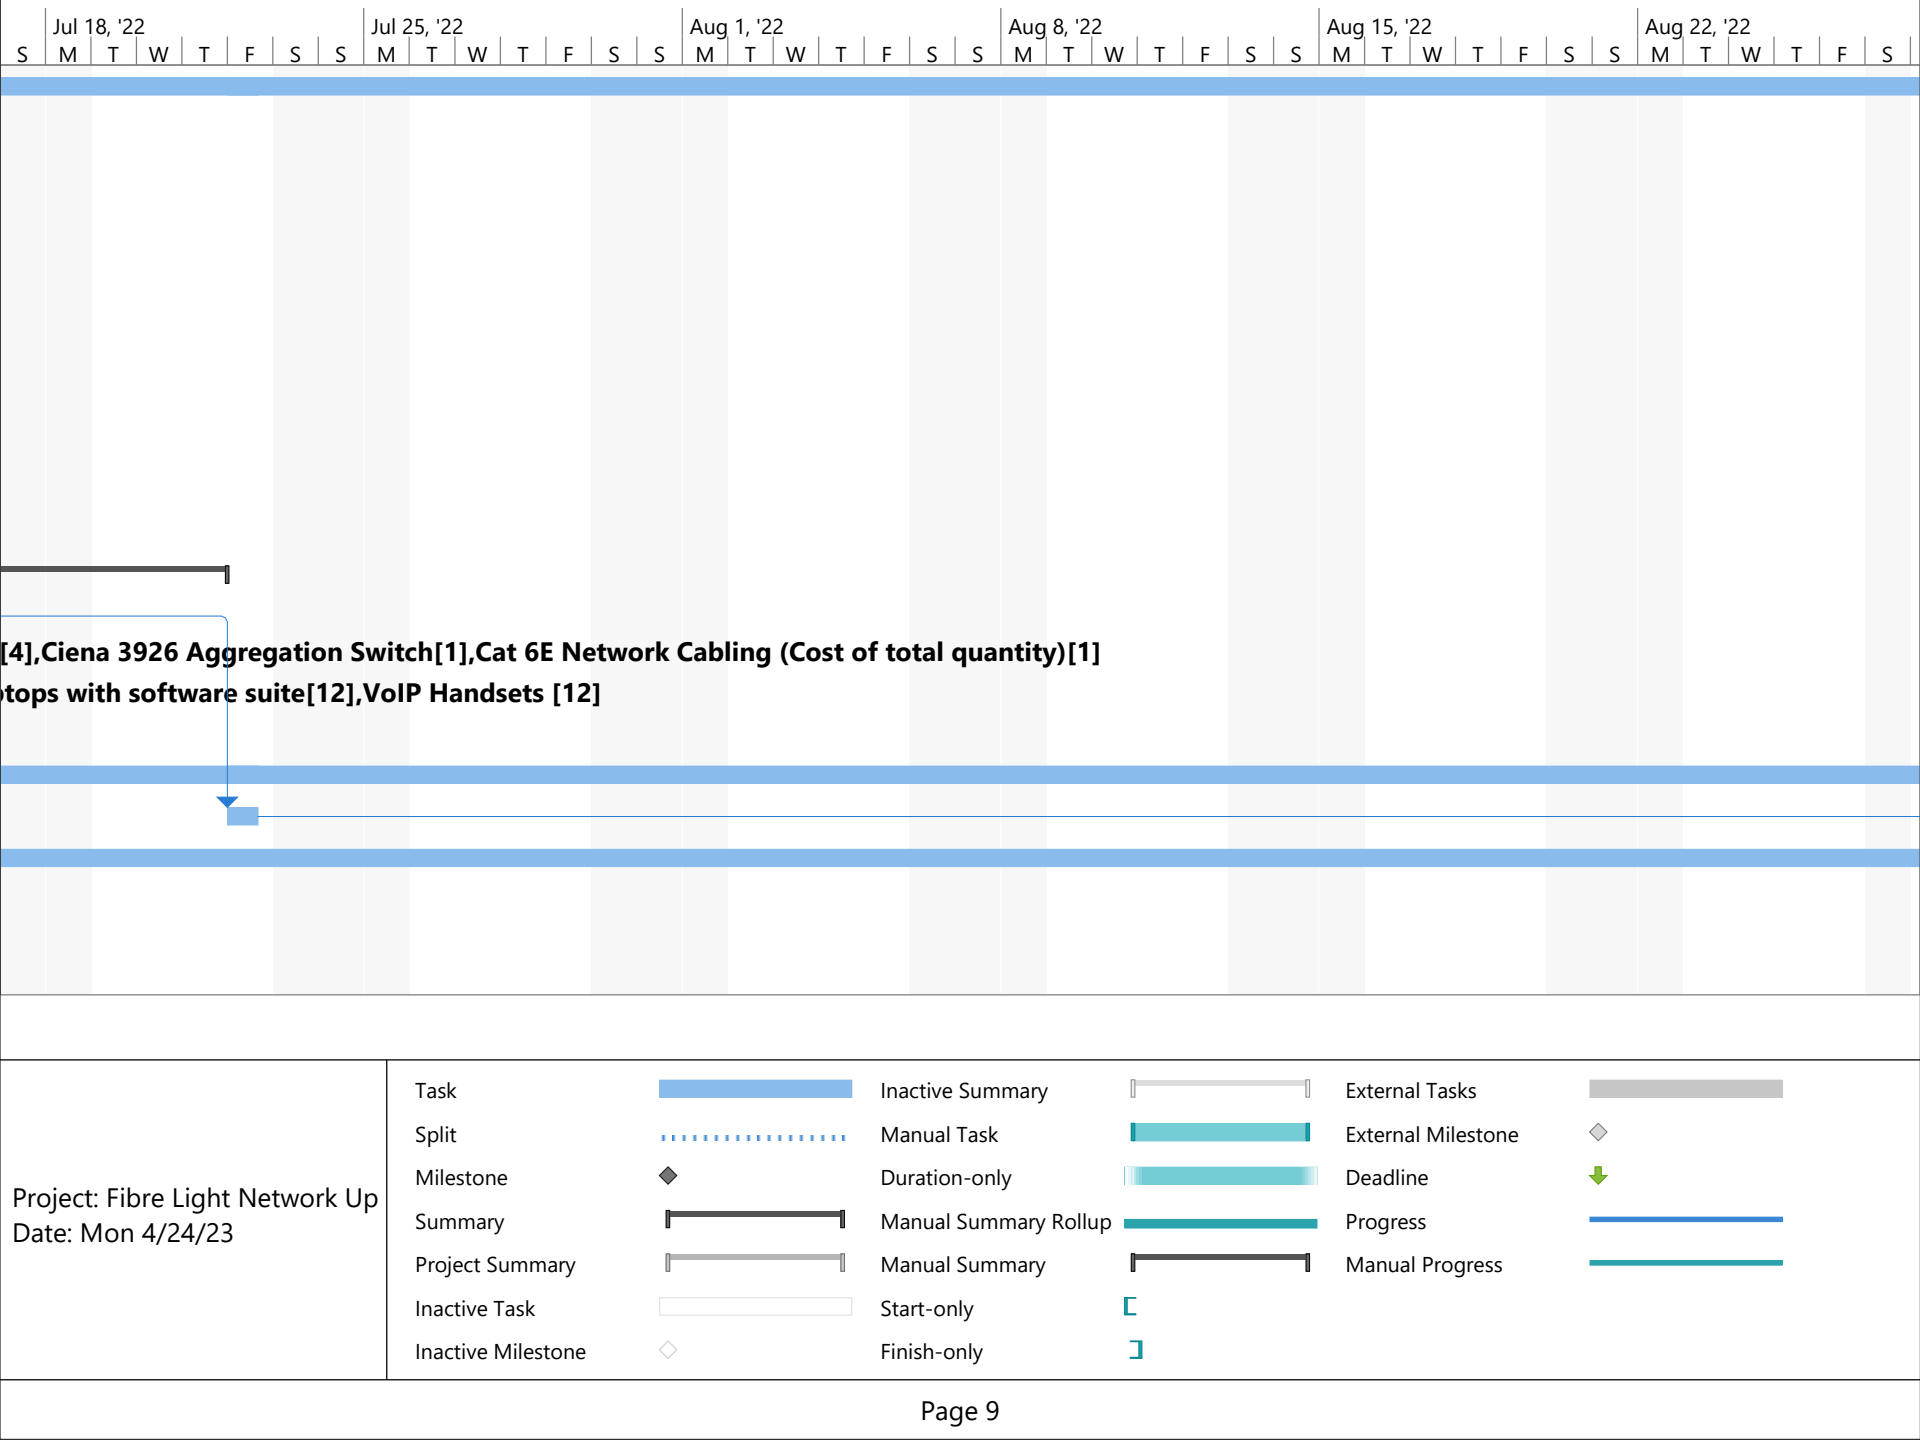 Jul 18, '22 Jul 25, '22 Aug 1, '22 Aug 8, '22 Aug 15, '22 Aug 22, '22
S M T W T F S S M T W T F S S M T W T F S S M T W T F S S M T W T F S S M T W T F S
[4],Ciena 3926 Aggregation Switch[1],Cat 6E Network Cabling (Cost of total quantity)[1]
tops with software suite[12],VoIP Handsets [12]
Project: Fibre Light Network Up
Date: Mon 4/24/23
Task
Split
Milestone
Summary
Project Summary
Inactive Task
Inactive Milestone
Inactive Summary
Manual Task
Duration-only
Manual Summary Rollup
Manual Summary
Start-only
Finish-only
External Tasks
External Milestone
Deadline
Progress
Manual Progress
Page 9